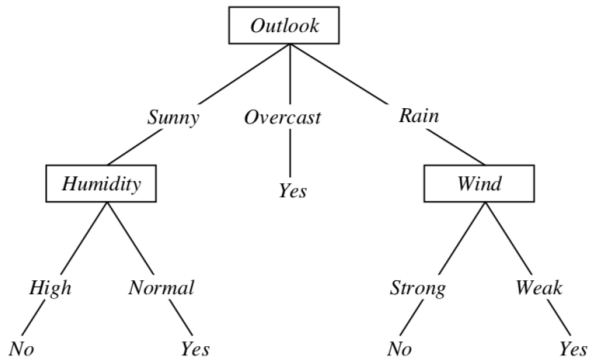 Outlook
Sunny Overcast Rain
Humidity Yes Wind
High Normal Strong Weak
No Yes No Yes